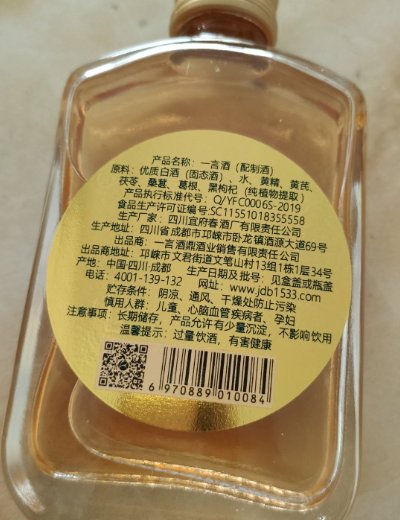 产品名称：一言酒（配制酒）
原料：优质白酒（固态酒）、水、黄精、黄芪、
茯苓、桑葚、葛根、黑枸杞（纯植物提取）
产品执行标准代号：Q/YFC0006S-2019
食品生产许可证编号:SC11551018355558
生产厂家：四川宜府春酒厂有限责任公司
生产地址：四川省成都市邛崃市卧龙镇酒源大道69号
出品商：一言酒鼎酒业销售有限责任公司
出品商地址：邛崃市文君街道文笔山村13组1栋1层34号
产地：中国·四川·成都 生产日期及批号：见盒盖或瓶盖
电话：4001-139-132 网址：www.jdb1533.com
贮存条件：阴凉、通风、干燥处防止污染
慎用人群：儿童、心脑血管疾病者、孕妇
注意事项：长期储存，产品允许有少量沉淀，不影响饮用
温馨提示：过量饮酒，有害健康
6 970889 010084